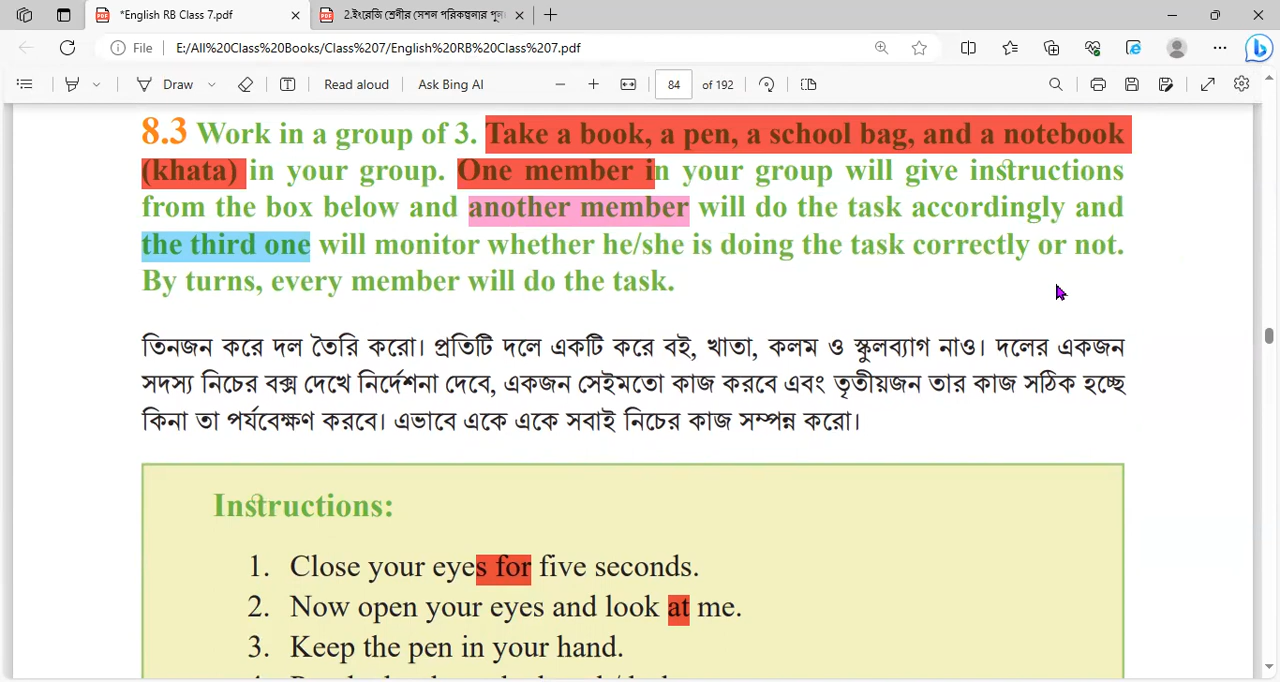 *English RB Class 7.pdf
2.ইংরেজি শ্রেণীর সেশন পরিকল্পনার পুন
File E:/All%20Class%20Books/Class%207/English%20RB%20Class%207.pdf
Draw Read aloud Ask Bing AI 84 of 192
8.3 Work in a group of 3. Take a book, a pen, a school bag, and a notebook
(khata) in your group. One member in your group will give instructions
from the box below and another member will do the task accordingly and
the third one will monitor whether he/she is doing the task correctly or not.
By turns, every member will do the task.
তিনজন করে দল তৈরি করো। প্রতিটি দলে একটি করে বই, খাতা, কলম ও স্কুলব্যাগ নাও। দলের একজন
সদস্য নিচের বক্স দেখে নির্দেশনা দেবে, একজন সেইমতো কাজ করবে এবং তৃতীয়জন তার কাজ সঠিক হচ্ছে
কিনা তা পর্যবেক্ষণ করবে। এভাবে একে একে সবাই নিচের কাজ সম্পন্ন করো।
Instructions:
1. Close your eyes for five seconds.
2. Now open your eyes and look at me.
3. Keep the pen in your hand.